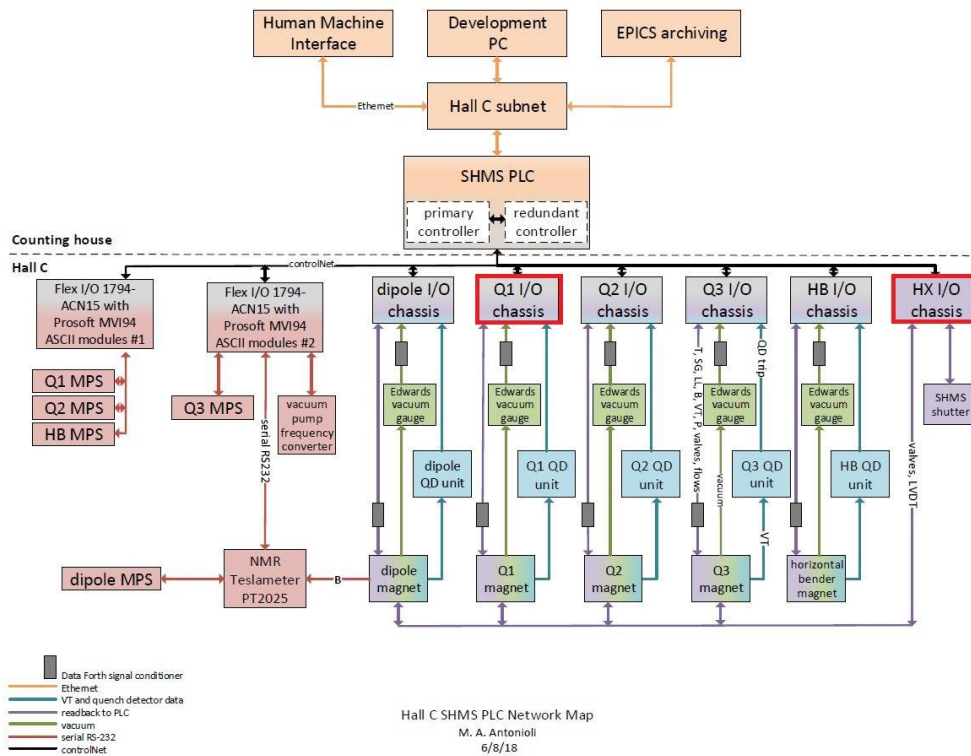 Human Machine
Interface
Development
PC
EPICS archiving
Ethernet
Hall C subnet
SHMS PLC
primary
controller
redundant
controller
Counting house
Hall C
controlNet
Flex I/O 1794-
ACN15 with
Prosoft MVI94
ASCII modules #1
Flex I/O 1794-
ACN15 with
Prosoft MVI94
ASCII modules #2
dipole I/O
chassis
Q1 I/O
chassis
Q2 I/O
chassis
Q3 I/O
chassis
HB I/O
chassis
HX I/O
chassis
Q1 MPS
Q2 MPS
HB MPS
Q3 MPS
vacuum
pump
frequency
converter
serial RS232
Edwards
vacuum
gauge
Edwards
vacuum
gauge
Edwards
vacuum
gauge
T, SG, LL, B, VT, P, valves, flows
Edwards
vacuum
gauge
QD trip
Edwards
vacuum
gauge
SHMS
shutter
dipole
QD unit
Q1 QD
unit
Q2 QD
unit
vacuum
Q3 QD
unit
VT
HB QD
unit
valves, LVDT
dipole MPS
NMR
Teslameter
PT2025
B
dipole
magnet
Q1
magnet
Q2
magnet
Q3
magnet
horizontal
bender
magnet
Data Forth signal conditioner
Ethernet
VT and quench detector data
readback to PLC
vacuum
serial RS-232
controlNet
Hall C SHMS PLC Network Map
M. A. Antonioli
6/8/18